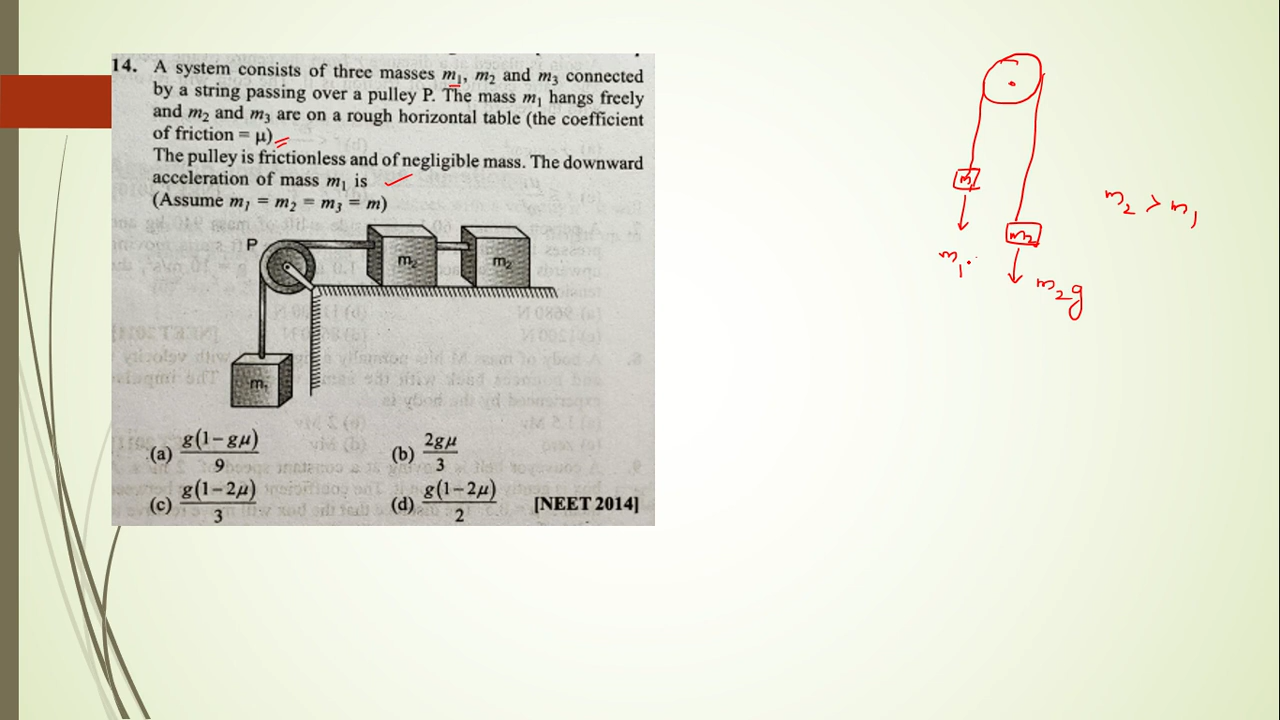 14. A system consists of three masses m₁, m₂ and m₃ connected
by a string passing over a pulley P. The mass m₁ hangs freely
and m₂ and m₃ are on a rough horizontal table (the coefficient
of friction = μ)
The pulley is frictionless and of negligible mass. The downward
acceleration of mass m₁ is
(Assume m₁ = m₂ = m₃ = m)
P
m₂ m₂
m₁
(a) g(1−gμ)/9 (b) 2gμ/3
(c) g(1−2μ)/3 (d) g(1−2μ)/2 [NEET 2014]
m₂
m₁
m₂g
m₂ > m₁